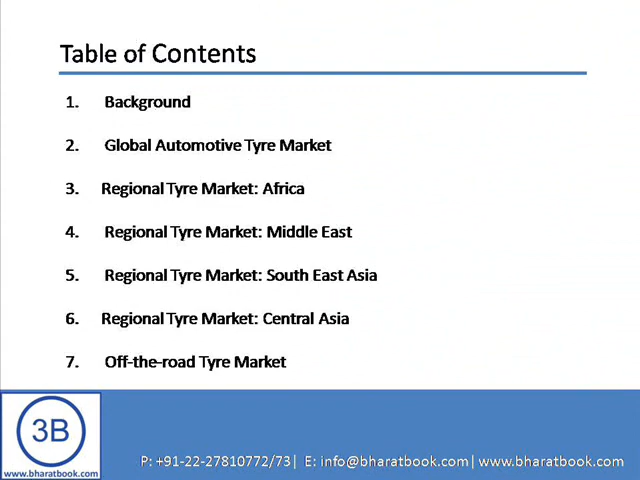 Table of Contents
1. Background
2. Global Automotive Tyre Market
3. Regional Tyre Market: Africa
4. Regional Tyre Market: Middle East
5. Regional Tyre Market: South East Asia
6. Regional Tyre Market: Central Asia
7. Off-the-road Tyre Market
3B
www.bharatbook.com
P: +91-22-27810772/73| E: info@bharatbook.com| www.bharatbook.com